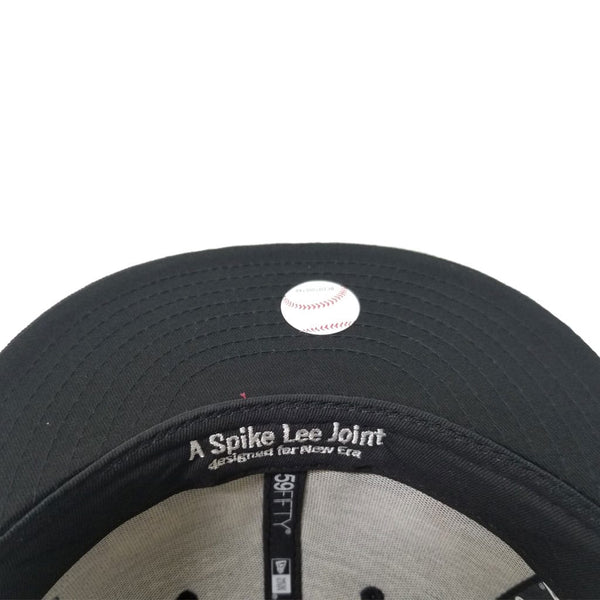 A Spike Lee Joint
designed for New Era
59FIFTY